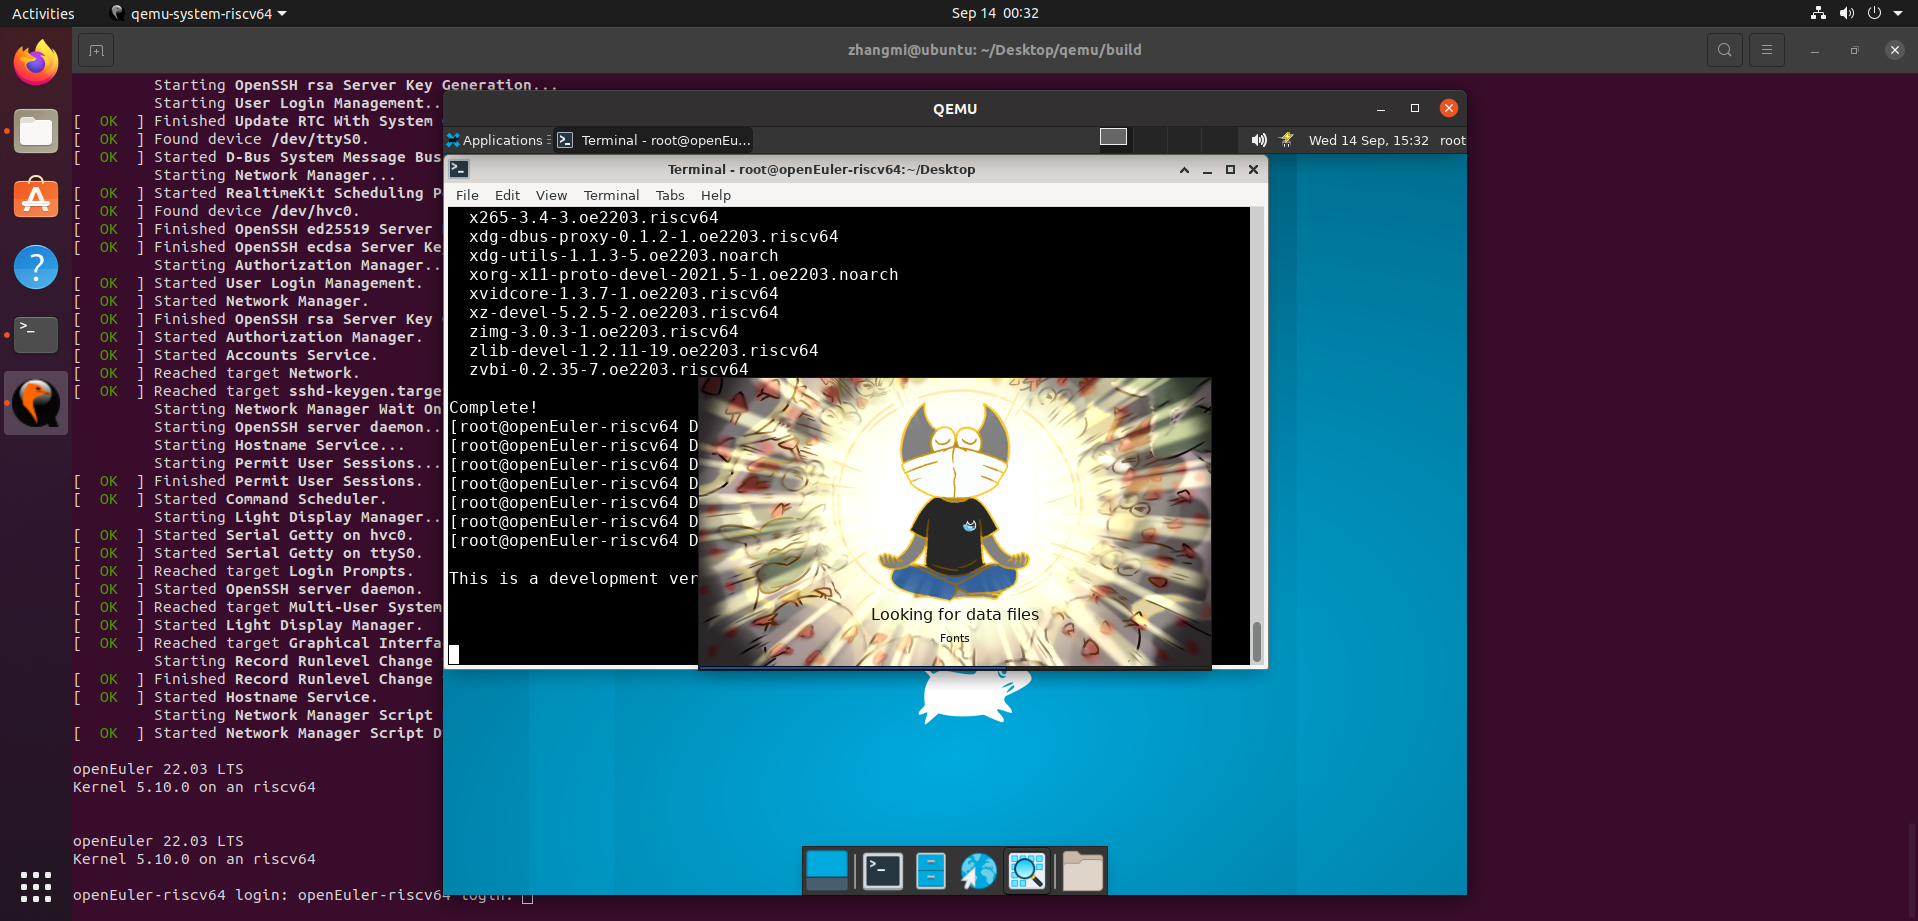 Activities
qemu-system-riscv64
Sep 14 00:32
zhangmi@ubuntu: ~/Desktop/qemu/build
Starting OpenSSH rsa Server Key Generation...
Starting User Login Management..
[ OK ] Finished Update RTC With System
[ OK ] Found device /dev/ttyS0.
[ OK ] Started D-Bus System Message Bus
Starting Network Manager...
[ OK ] Started RealtimeKit Scheduling P
[ OK ] Found device /dev/hvc0.
[ OK ] Finished OpenSSH ed25519 Server
[ OK ] Finished OpenSSH ecdsa Server Ke
Starting Authorization Manager..
[ OK ] Started User Login Management.
[ OK ] Started Network Manager.
[ OK ] Finished OpenSSH rsa Server Key
[ OK ] Started Authorization Manager.
[ OK ] Started Accounts Service.
[ OK ] Reached target Network.
[ OK ] Reached target sshd-keygen.targe
Starting Network Manager Wait On
Starting OpenSSH server daemon..
Starting Hostname Service...
Starting Permit User Sessions...
[ OK ] Finished Permit User Sessions.
[ OK ] Started Command Scheduler.
Starting Light Display Manager..
[ OK ] Started Serial Getty on hvc0.
[ OK ] Started Serial Getty on ttyS0.
[ OK ] Reached target Login Prompts.
[ OK ] Started OpenSSH server daemon.
[ OK ] Reached target Multi-User System
[ OK ] Started Light Display Manager.
[ OK ] Reached target Graphical Interfa
Starting Record Runlevel Change
[ OK ] Finished Record Runlevel Change
[ OK ] Started Hostname Service.
Starting Network Manager Script
[ OK ] Started Network Manager Script D
openEuler 22.03 LTS
Kernel 5.10.0 on an riscv64
openEuler 22.03 LTS
Kernel 5.10.0 on an riscv64
openEuler-riscv64 login: openEuler-riscv64 login:
QEMU
Applications
Terminal - root@openEu...
Wed 14 Sep, 15:32 root
Terminal - root@openEuler-riscv64:~/Desktop
File Edit View Terminal Tabs Help
x265-3.4-3.oe2203.riscv64
xdg-dbus-proxy-0.1.2-1.oe2203.riscv64
xdg-utils-1.1.3-5.oe2203.noarch
xorg-x11-proto-devel-2021.5-1.oe2203.noarch
xvidcore-1.3.7-1.oe2203.riscv64
xz-devel-5.2.5-2.oe2203.riscv64
zimg-3.0.3-1.oe2203.riscv64
zlib-devel-1.2.11-19.oe2203.riscv64
zvbi-0.2.35-7.oe2203.riscv64
Complete!
[root@openEuler-riscv64 D
[root@openEuler-riscv64 D
[root@openEuler-riscv64 D
[root@openEuler-riscv64 D
[root@openEuler-riscv64 D
[root@openEuler-riscv64 D
[root@openEuler-riscv64 D
This is a development ver
Looking for data files
Fonts